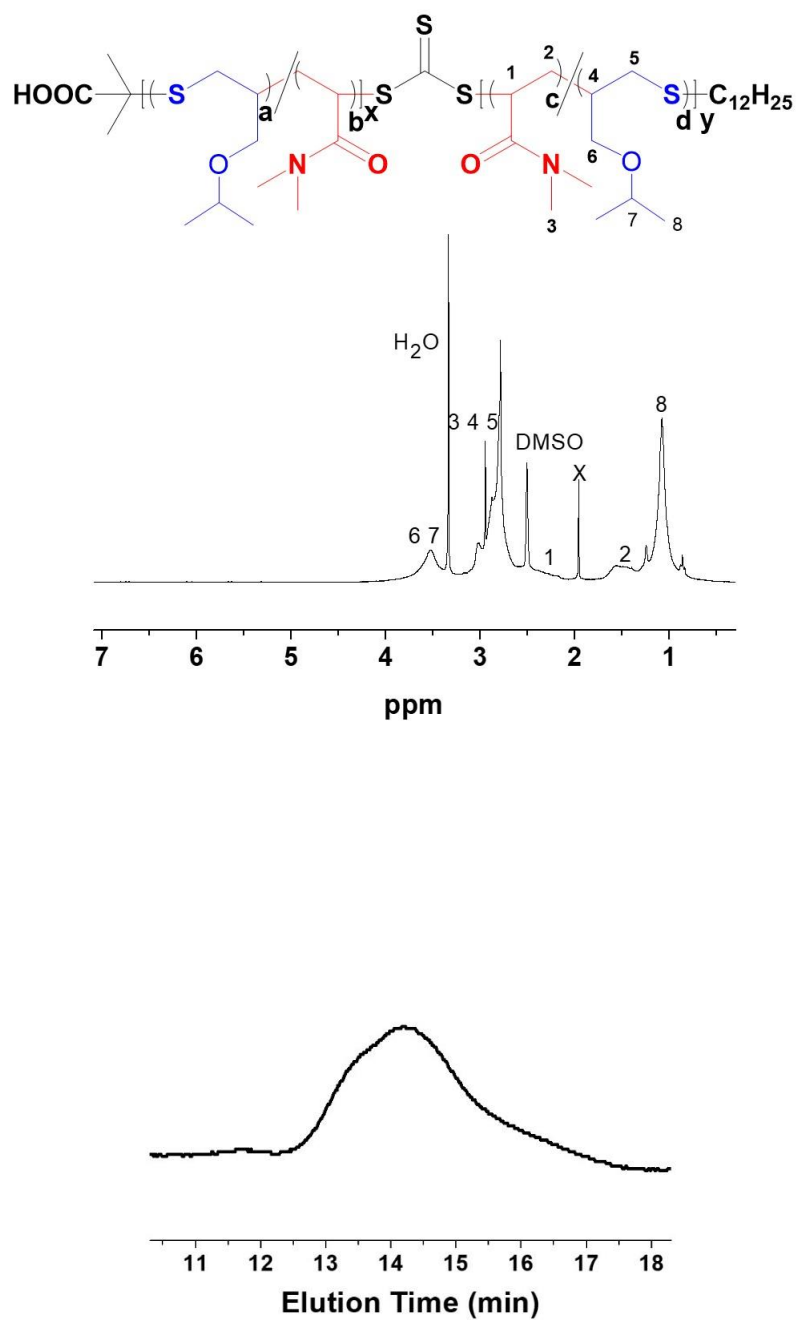 S
HOOC S a b x S S 1 2 c 4 5 S d y C12H25
O N O O N 6 O
3 7 8
H2O
3 4 5
DMSO
X
8
6 7
1
2
7 6 5 4 3 2 1
ppm
11 12 13 14 15 16 17 18
Elution Time (min)